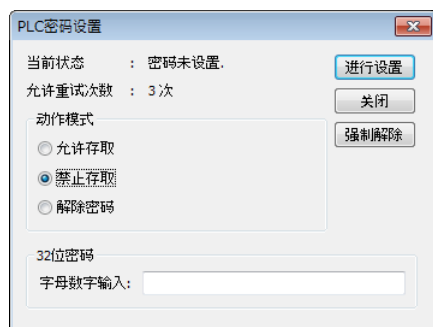 PLC密码设置
当前状态 : 密码未设置.
允许重试次数 : 3次
动作模式
允许存取
禁止存取
解除密码
32位密码
字母数字输入:
进行设置
关闭
强制解除